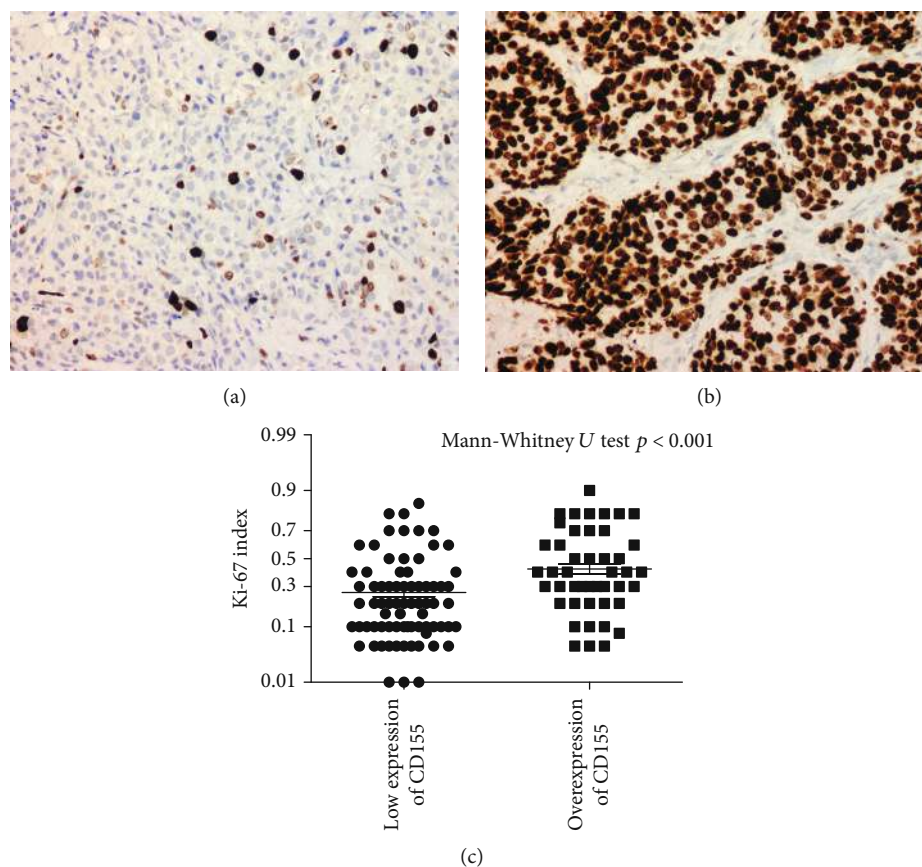 (a)
(b)
Mann-Whitney U test p < 0.001
0.99
0.9
0.7
0.5
0.3
0.1
0.01
Ki-67 index
Low expression
of CD155
Overexpression
of CD155
(c)